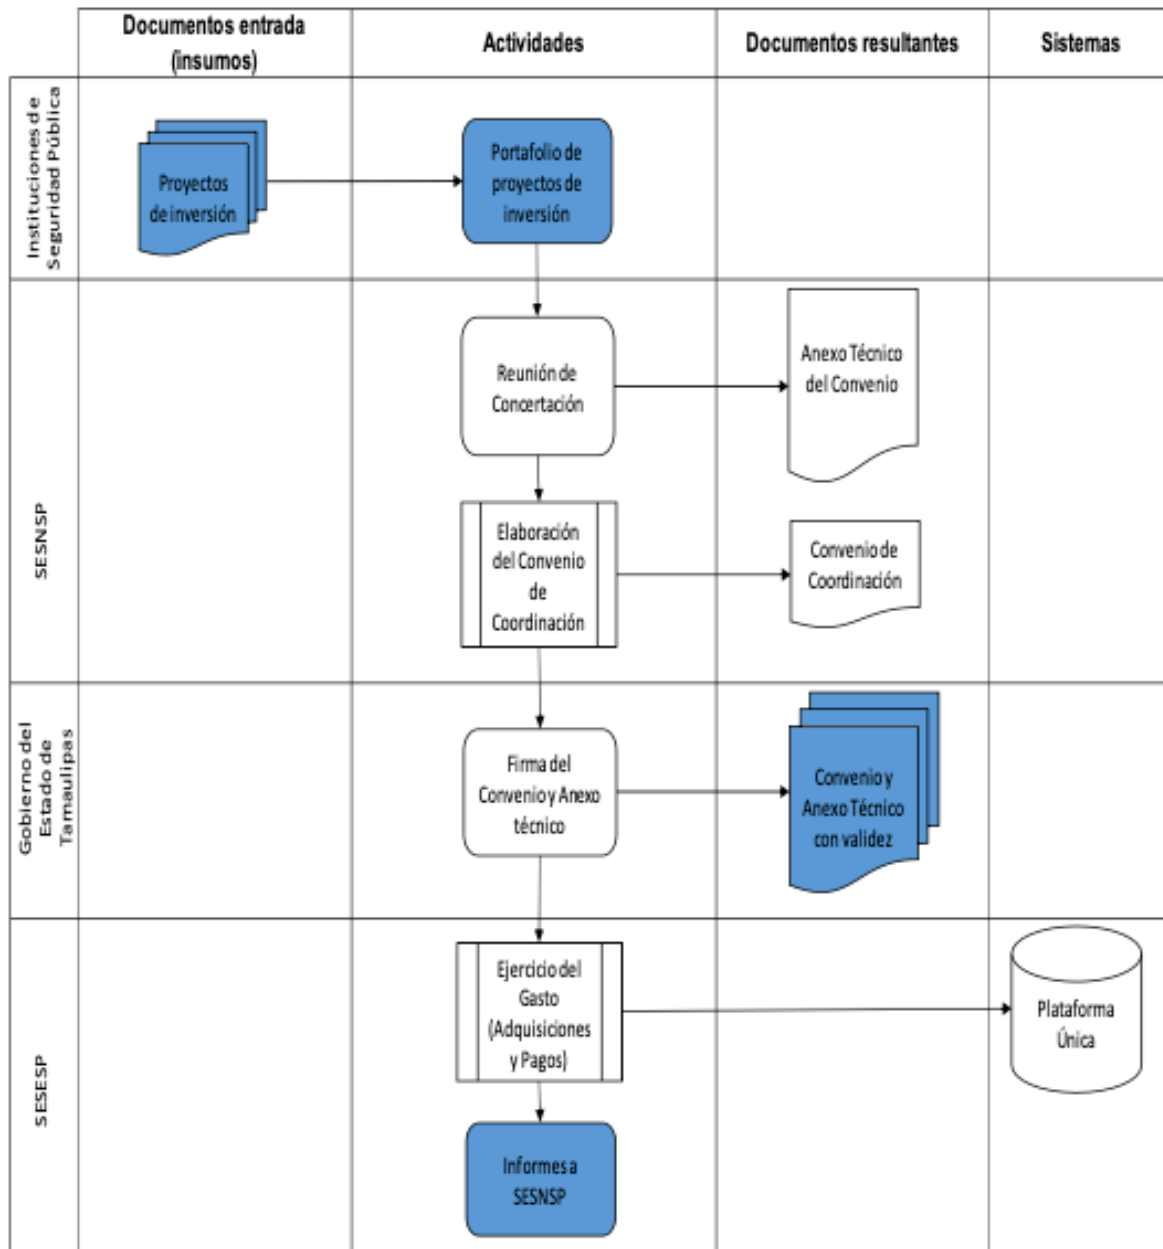 Documentos entrada
(insumos)
Actividades
Documentos resultantes
Sistemas
Instituciones de
Seguridad Pública
Proyectos
de inversión
Portafolio de
proyectos de
inversión
SESNSP
Reunión de
Concertación
Anexo Técnico
del Convenio
Elaboración
del Convenio
de
Coordinación
Convenio de
Coordinación
Gobierno del
Estado de
Tamaulipas
Firma del
Convenio y Anexo
técnico
Convenio y
Anexo Técnico
con validez
SESESP
Ejercicio del
Gasto
(Adquisiciones
y Pagos)
Plataforma
Única
Informes a
SESNSP